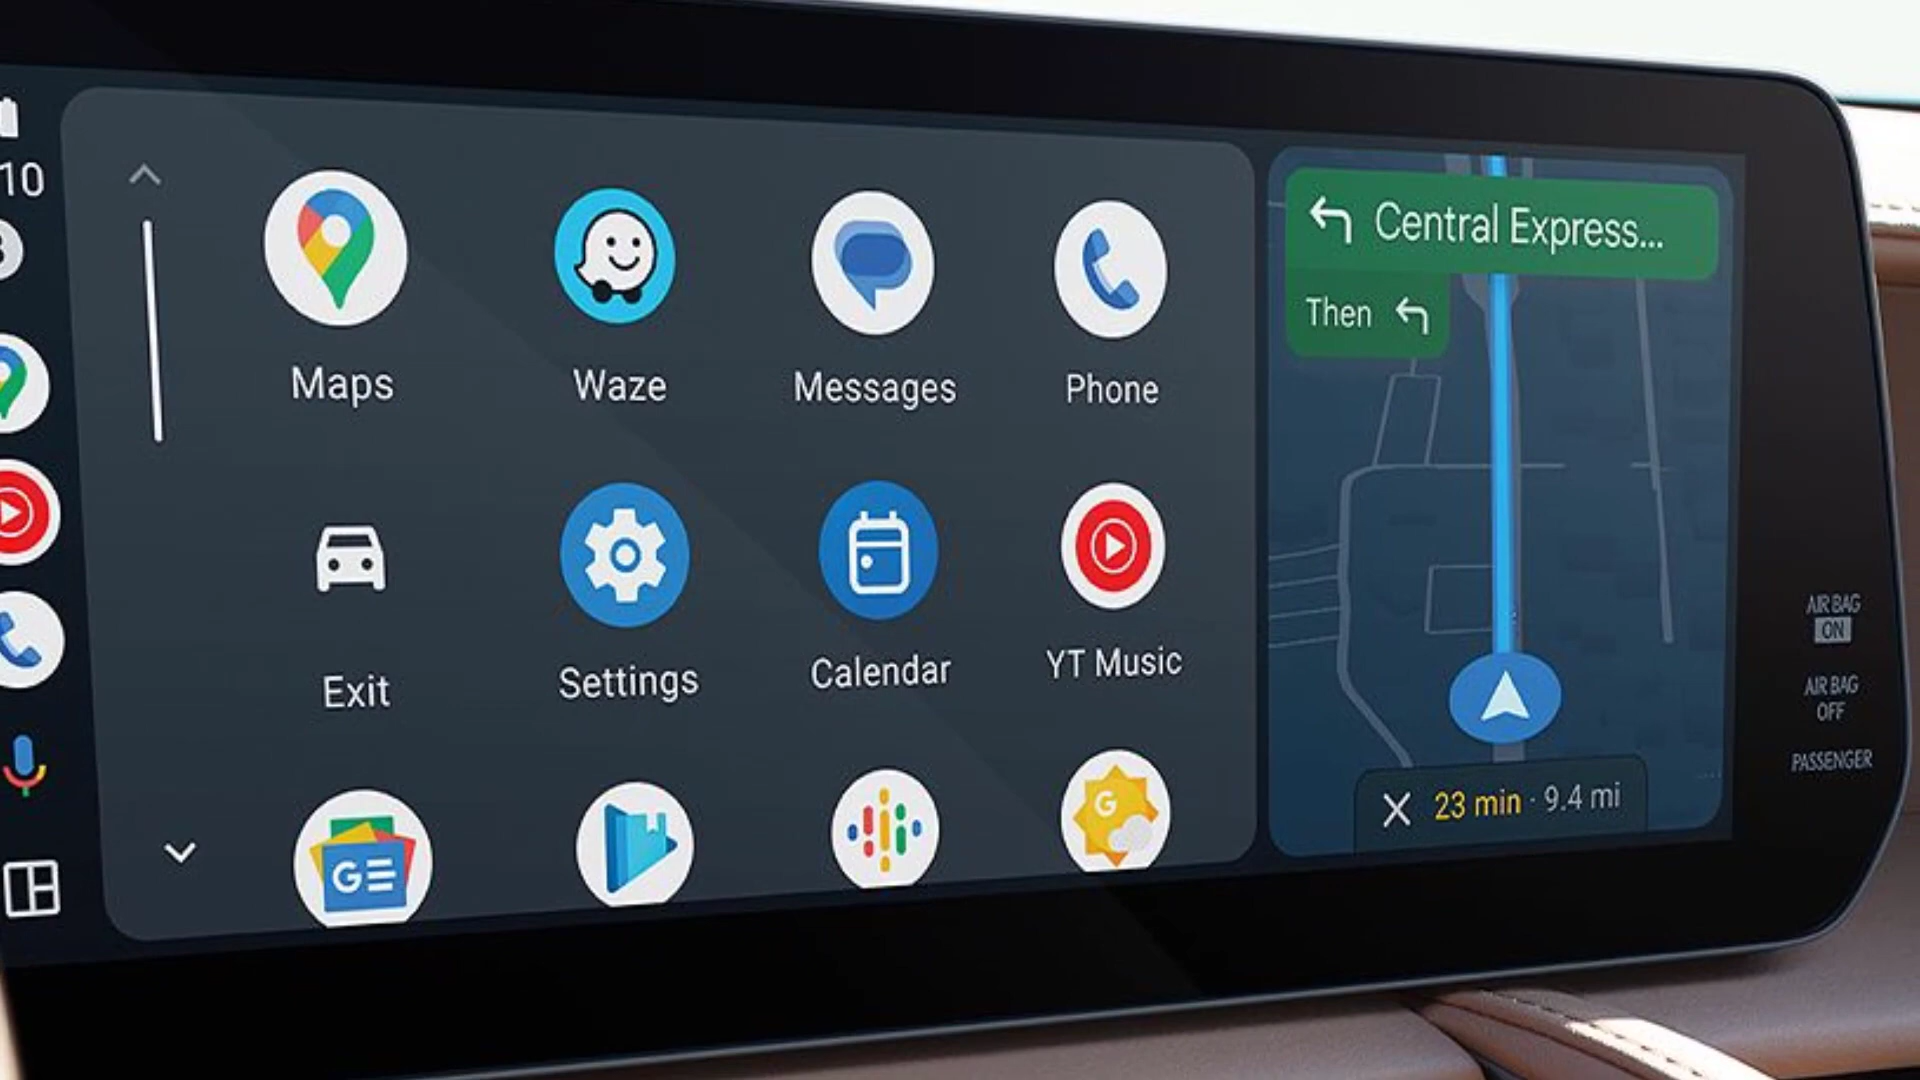 10
Maps
Waze
Messages
Phone
Exit
Settings
Calendar
YT Music
GE
G
Central Express...
Then
23 min · 9.4 mi
AIR BAG
ON
AIR BAG
OFF
PASSENGER